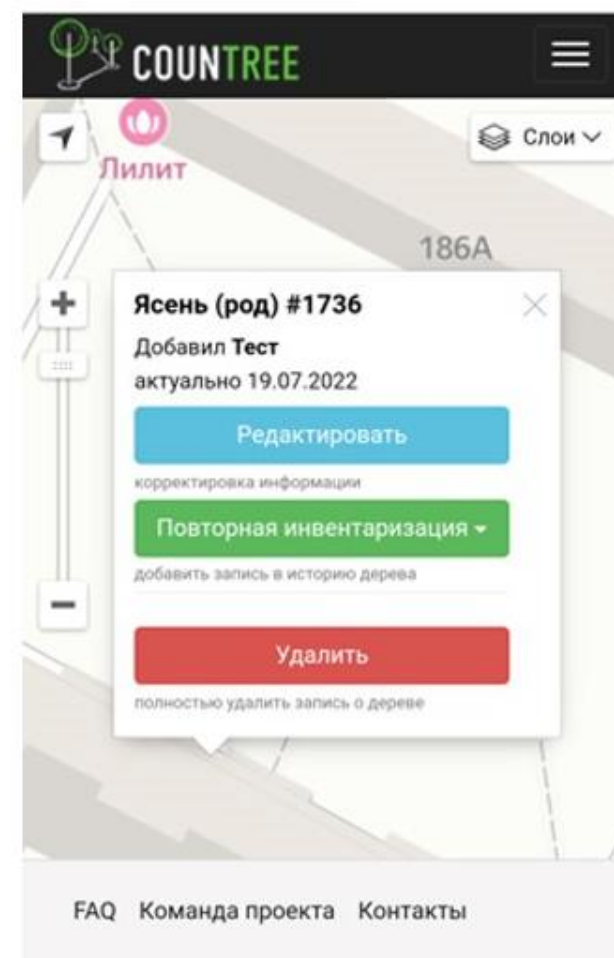 COUNTREE
Лилит
Слои
186А
Ясень (род) #1736
Добавил Тест
актуально 19.07.2022
Редактировать
корректировка информации
Повторная инвентаризация
добавить запись в историю дерева
Удалить
полностью удалить запись о дереве
FAQ Команда проекта Контакты